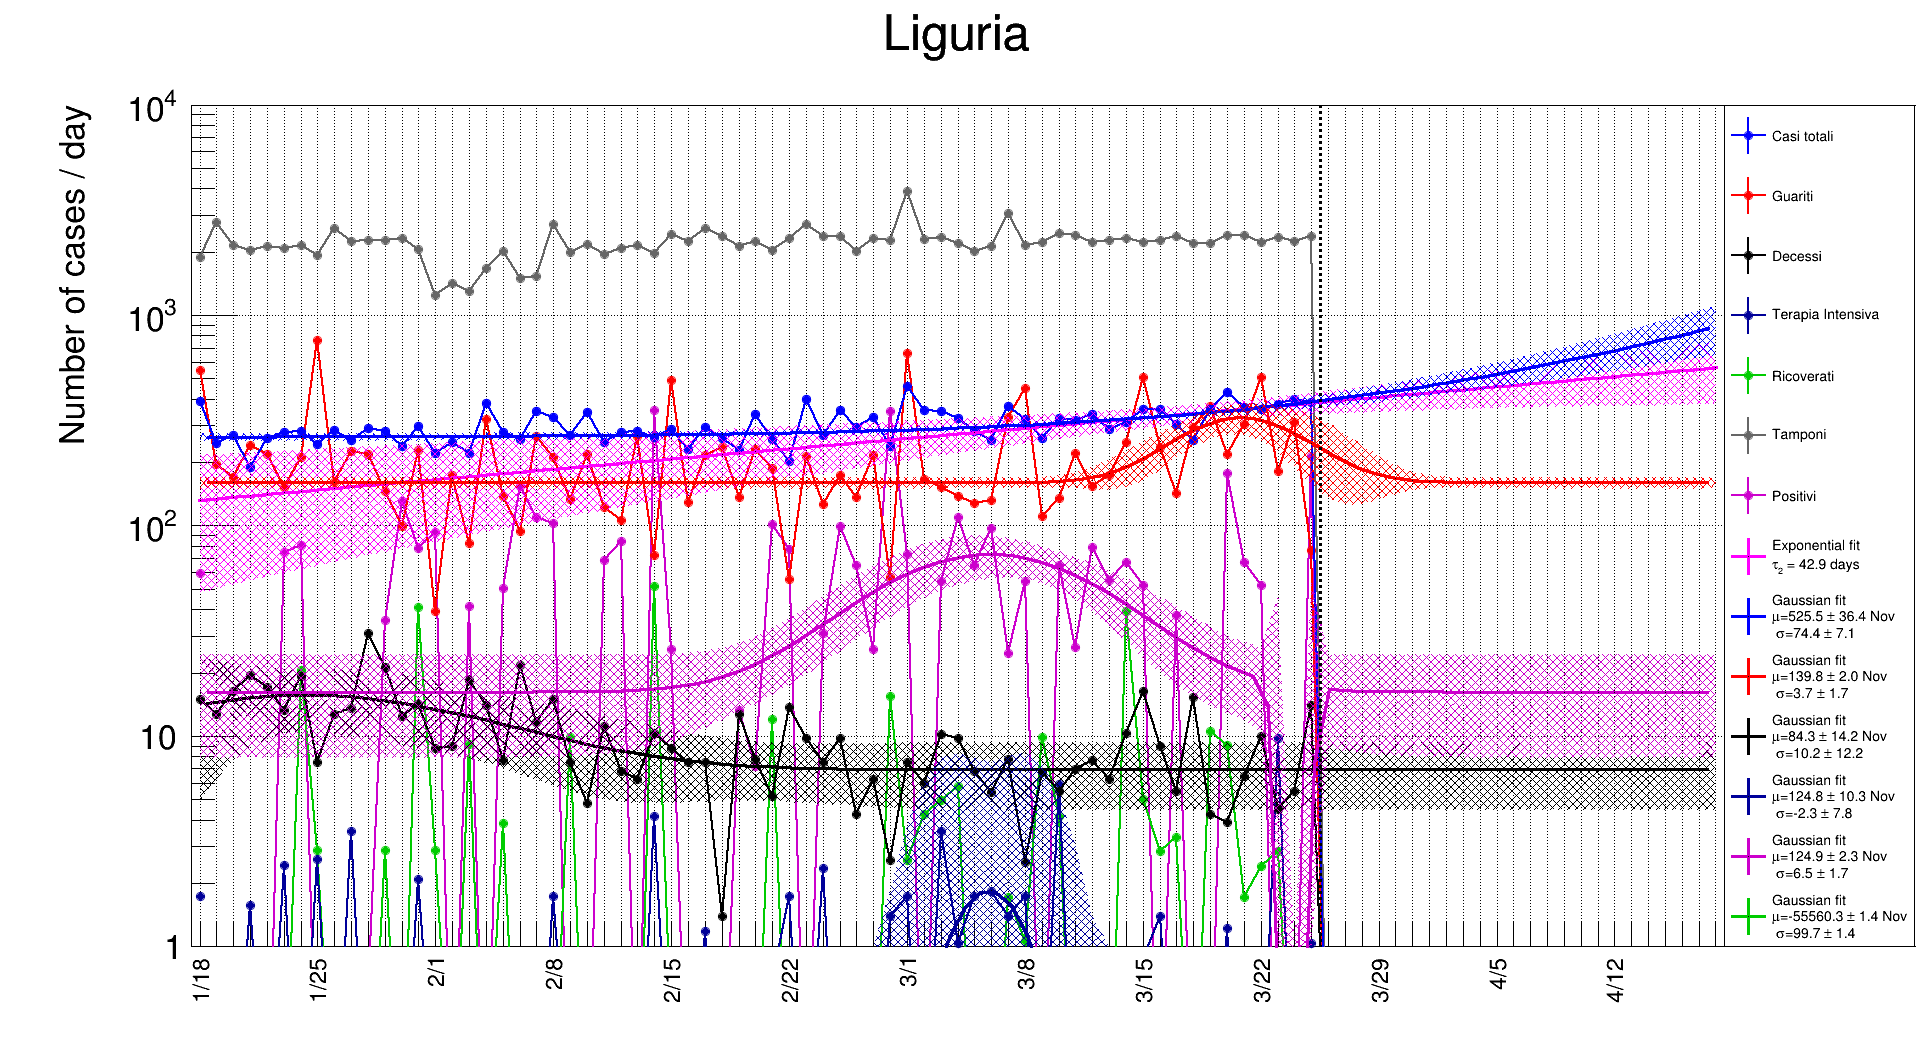 Liguria
Number of cases / day
10⁴
10³
10²
10
1
1/18
1/25
2/1
2/8
2/15
2/22
3/1
3/8
3/15
3/22
3/29
4/5
4/12
Casi totali
Guariti
Decessi
Terapia Intensiva
Ricoverati
Tamponi
Positivi
Exponential fit
τ₂ = 42.9 days
Gaussian fit
μ=525.5 ± 36.4 Nov
σ=74.4 ± 7.1
Gaussian fit
μ=139.8 ± 2.0 Nov
σ=3.7 ± 1.7
Gaussian fit
μ=84.3 ± 14.2 Nov
σ=10.2 ± 12.2
Gaussian fit
μ=124.8 ± 10.3 Nov
σ=-2.3 ± 7.8
Gaussian fit
μ=124.9 ± 2.3 Nov
σ=6.5 ± 1.7
Gaussian fit
μ=-55560.3 ± 1.4 Nov
σ=99.7 ± 1.4